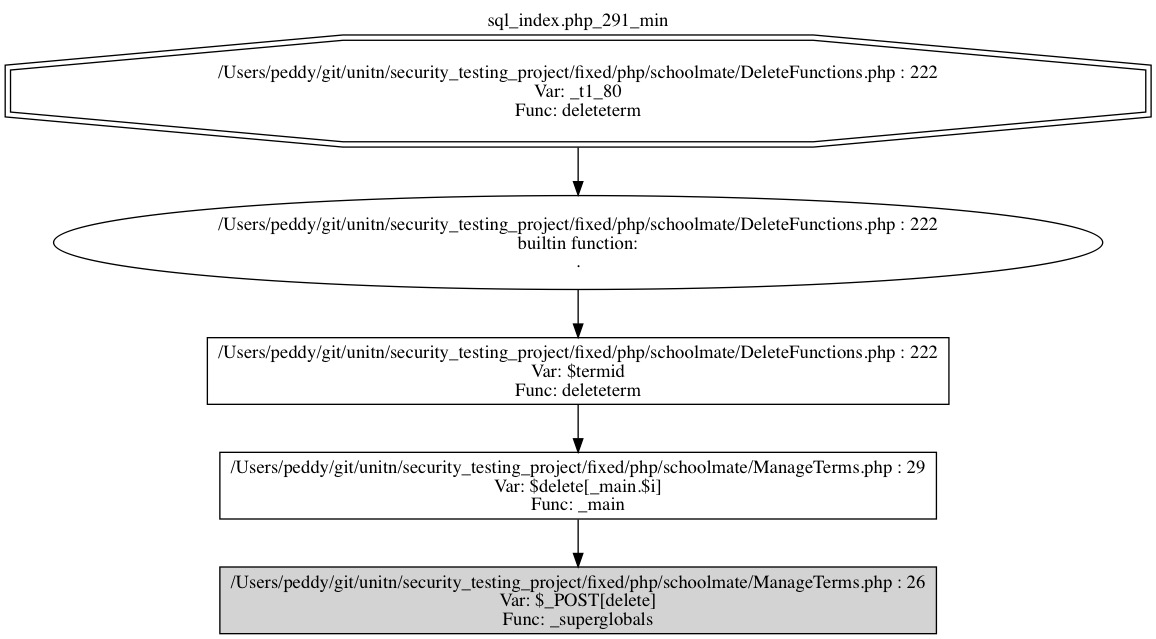 sql_index.php_291_min
/Users/peddy/git/unitn/security_testing_project/fixed/php/schoolmate/DeleteFunctions.php : 222
Var: _t1_80
Func: deleteterm
/Users/peddy/git/unitn/security_testing_project/fixed/php/schoolmate/DeleteFunctions.php : 222
builtin function:
.
/Users/peddy/git/unitn/security_testing_project/fixed/php/schoolmate/DeleteFunctions.php : 222
Var: $termid
Func: deleteterm
/Users/peddy/git/unitn/security_testing_project/fixed/php/schoolmate/ManageTerms.php : 29
Var: $delete[_main.$i]
Func: _main
/Users/peddy/git/unitn/security_testing_project/fixed/php/schoolmate/ManageTerms.php : 26
Var: $_POST[delete]
Func: _superglobals